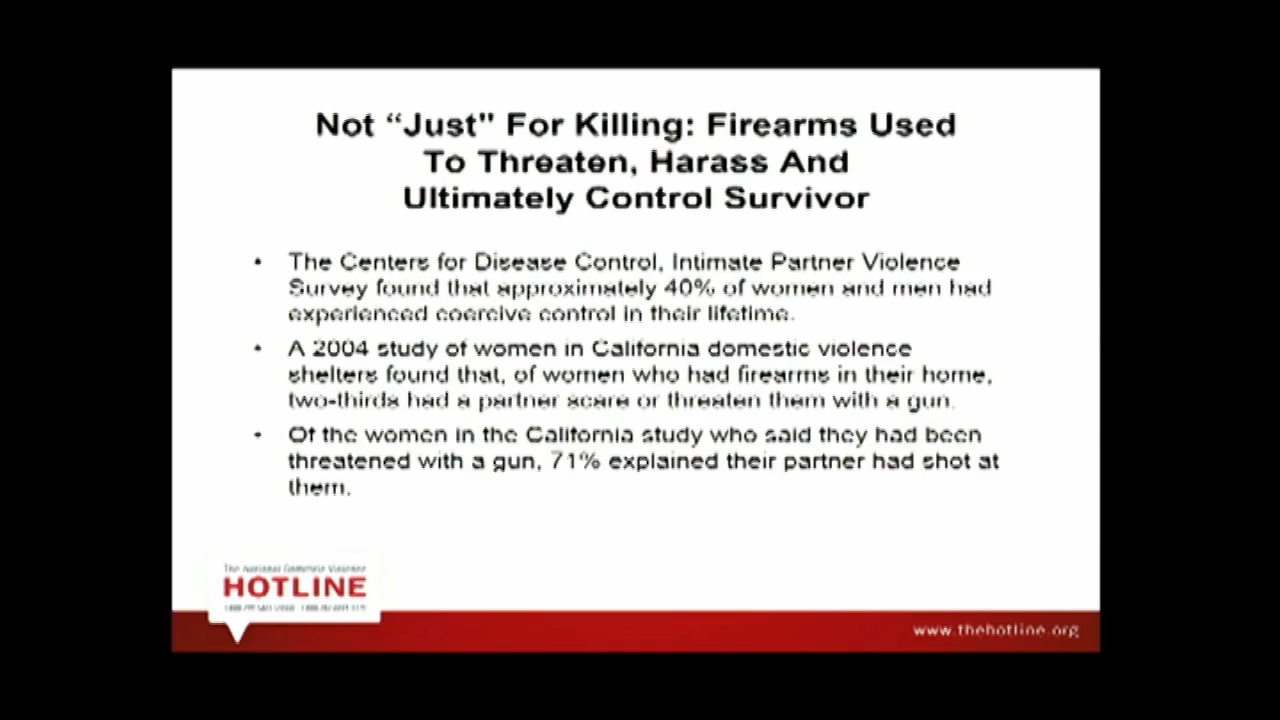 Not “Just" For Killing: Firearms Used
To Threaten, Harass And
Ultimately Control Survivor
• The Centers for Disease Control, Intimate Partner Violence
Survey found that approximately 40% of women and men had
experienced coercive control in their lifetime.
• A 2004 study of women in California domestic violence
shelters found that, of women who had firearms in their home,
two-thirds had a partner scare or threaten them with a gun.
• Of the women in the California study who said they had been
threatened with a gun, 71% explained their partner had shot at
them.
The National Domestic Violence
HOTLINE
www.thehotline.org